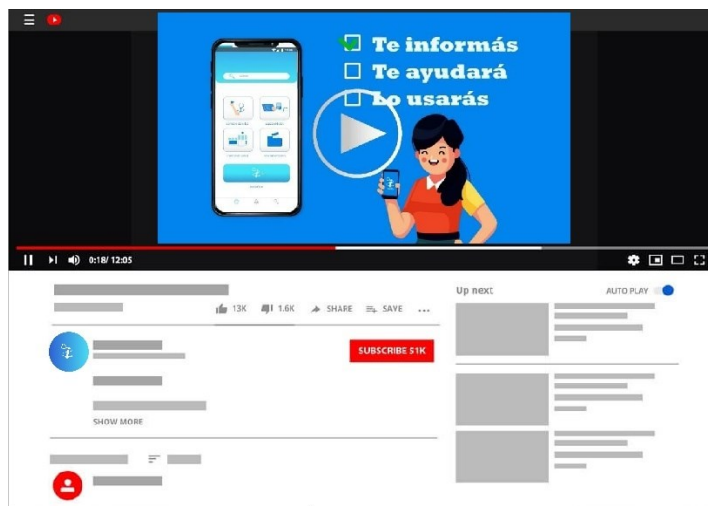 Te informás
Te ayudará
Lo usarás
0:18/ 12:05
13K 1.6K SHARE SAVE ...
SUBSCRIBE 51K
SHOW MORE
Up next AUTO PLAY